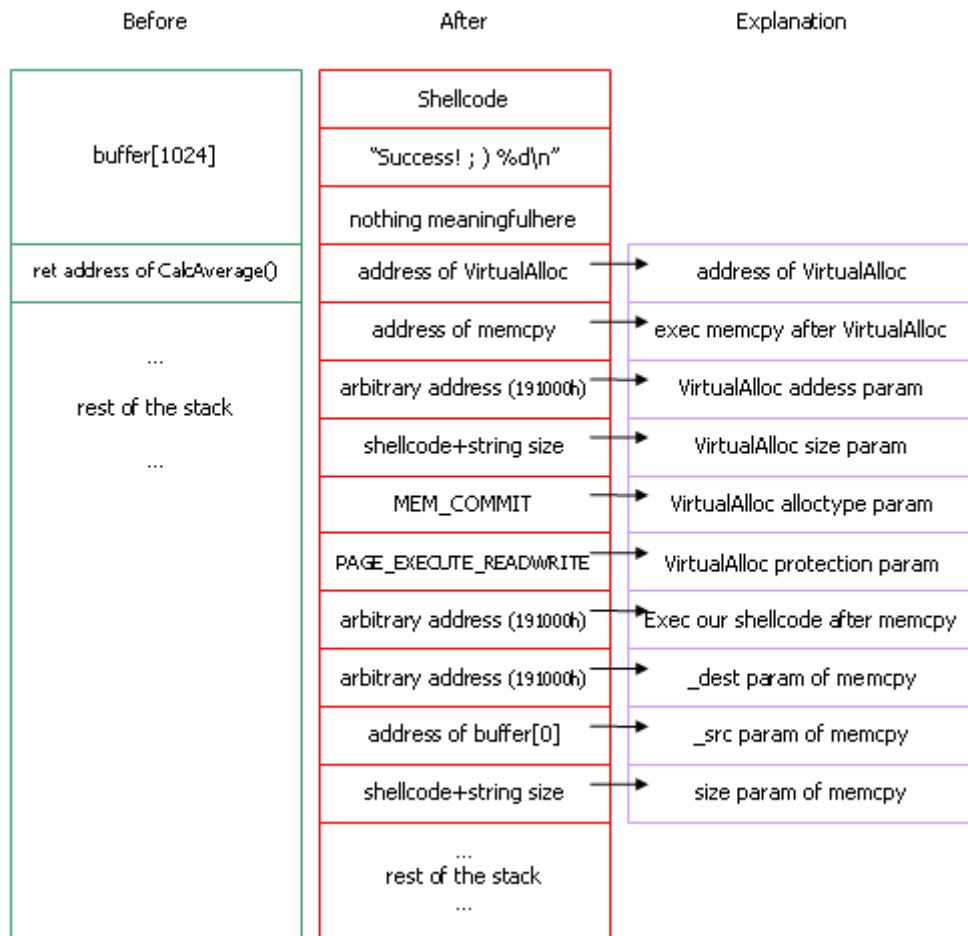 Before
After
Explanation
buffer[1024]
ret address of CalcAverage()
...
rest of the stack
...
Shellcode
"Success! ; ) %d\n"
nothing meaningfulhere
address of VirtualAlloc
address of memcpy
arbitrary address (191000h)
shellcode+string size
MEM_COMMIT
PAGE_EXECUTE_READWRITE
arbitrary address (191000h)
arbitrary address (191000h)
address of buffer[0]
shellcode+string size
...
rest of the stack
...
address of VirtualAlloc
exec memcpy after VirtualAlloc
VirtualAlloc addess param
VirtualAlloc size param
VirtualAlloc alloctype param
VirtualAlloc protection param
Exec our shellcode after memcpy
_dest param of memcpy
_src param of memcpy
size param of memcpy